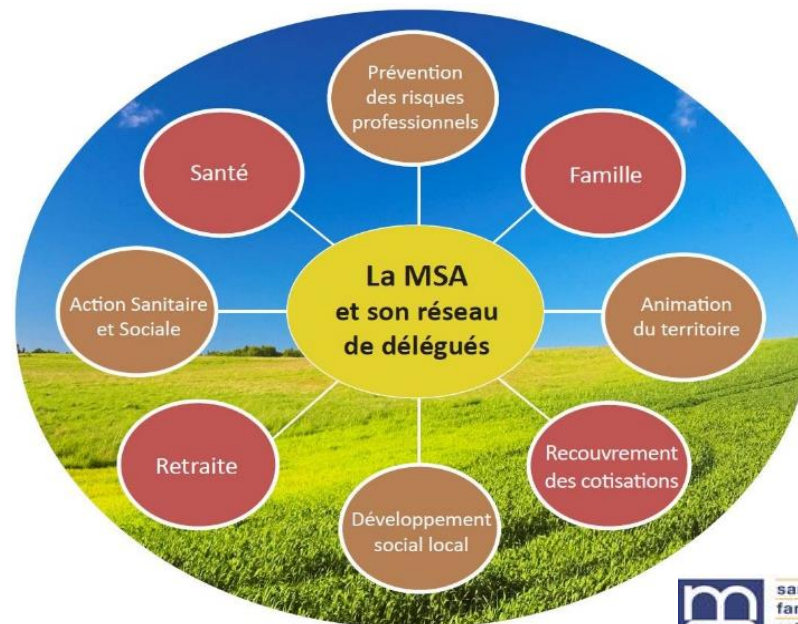 Prévention
des risques
professionnels
Santé
Famille
La MSA
et son réseau
de délégués
Action Sanitaire
et Sociale
Animation
du territoire
Retraite
Recouvrement
des cotisations
Développement
social local